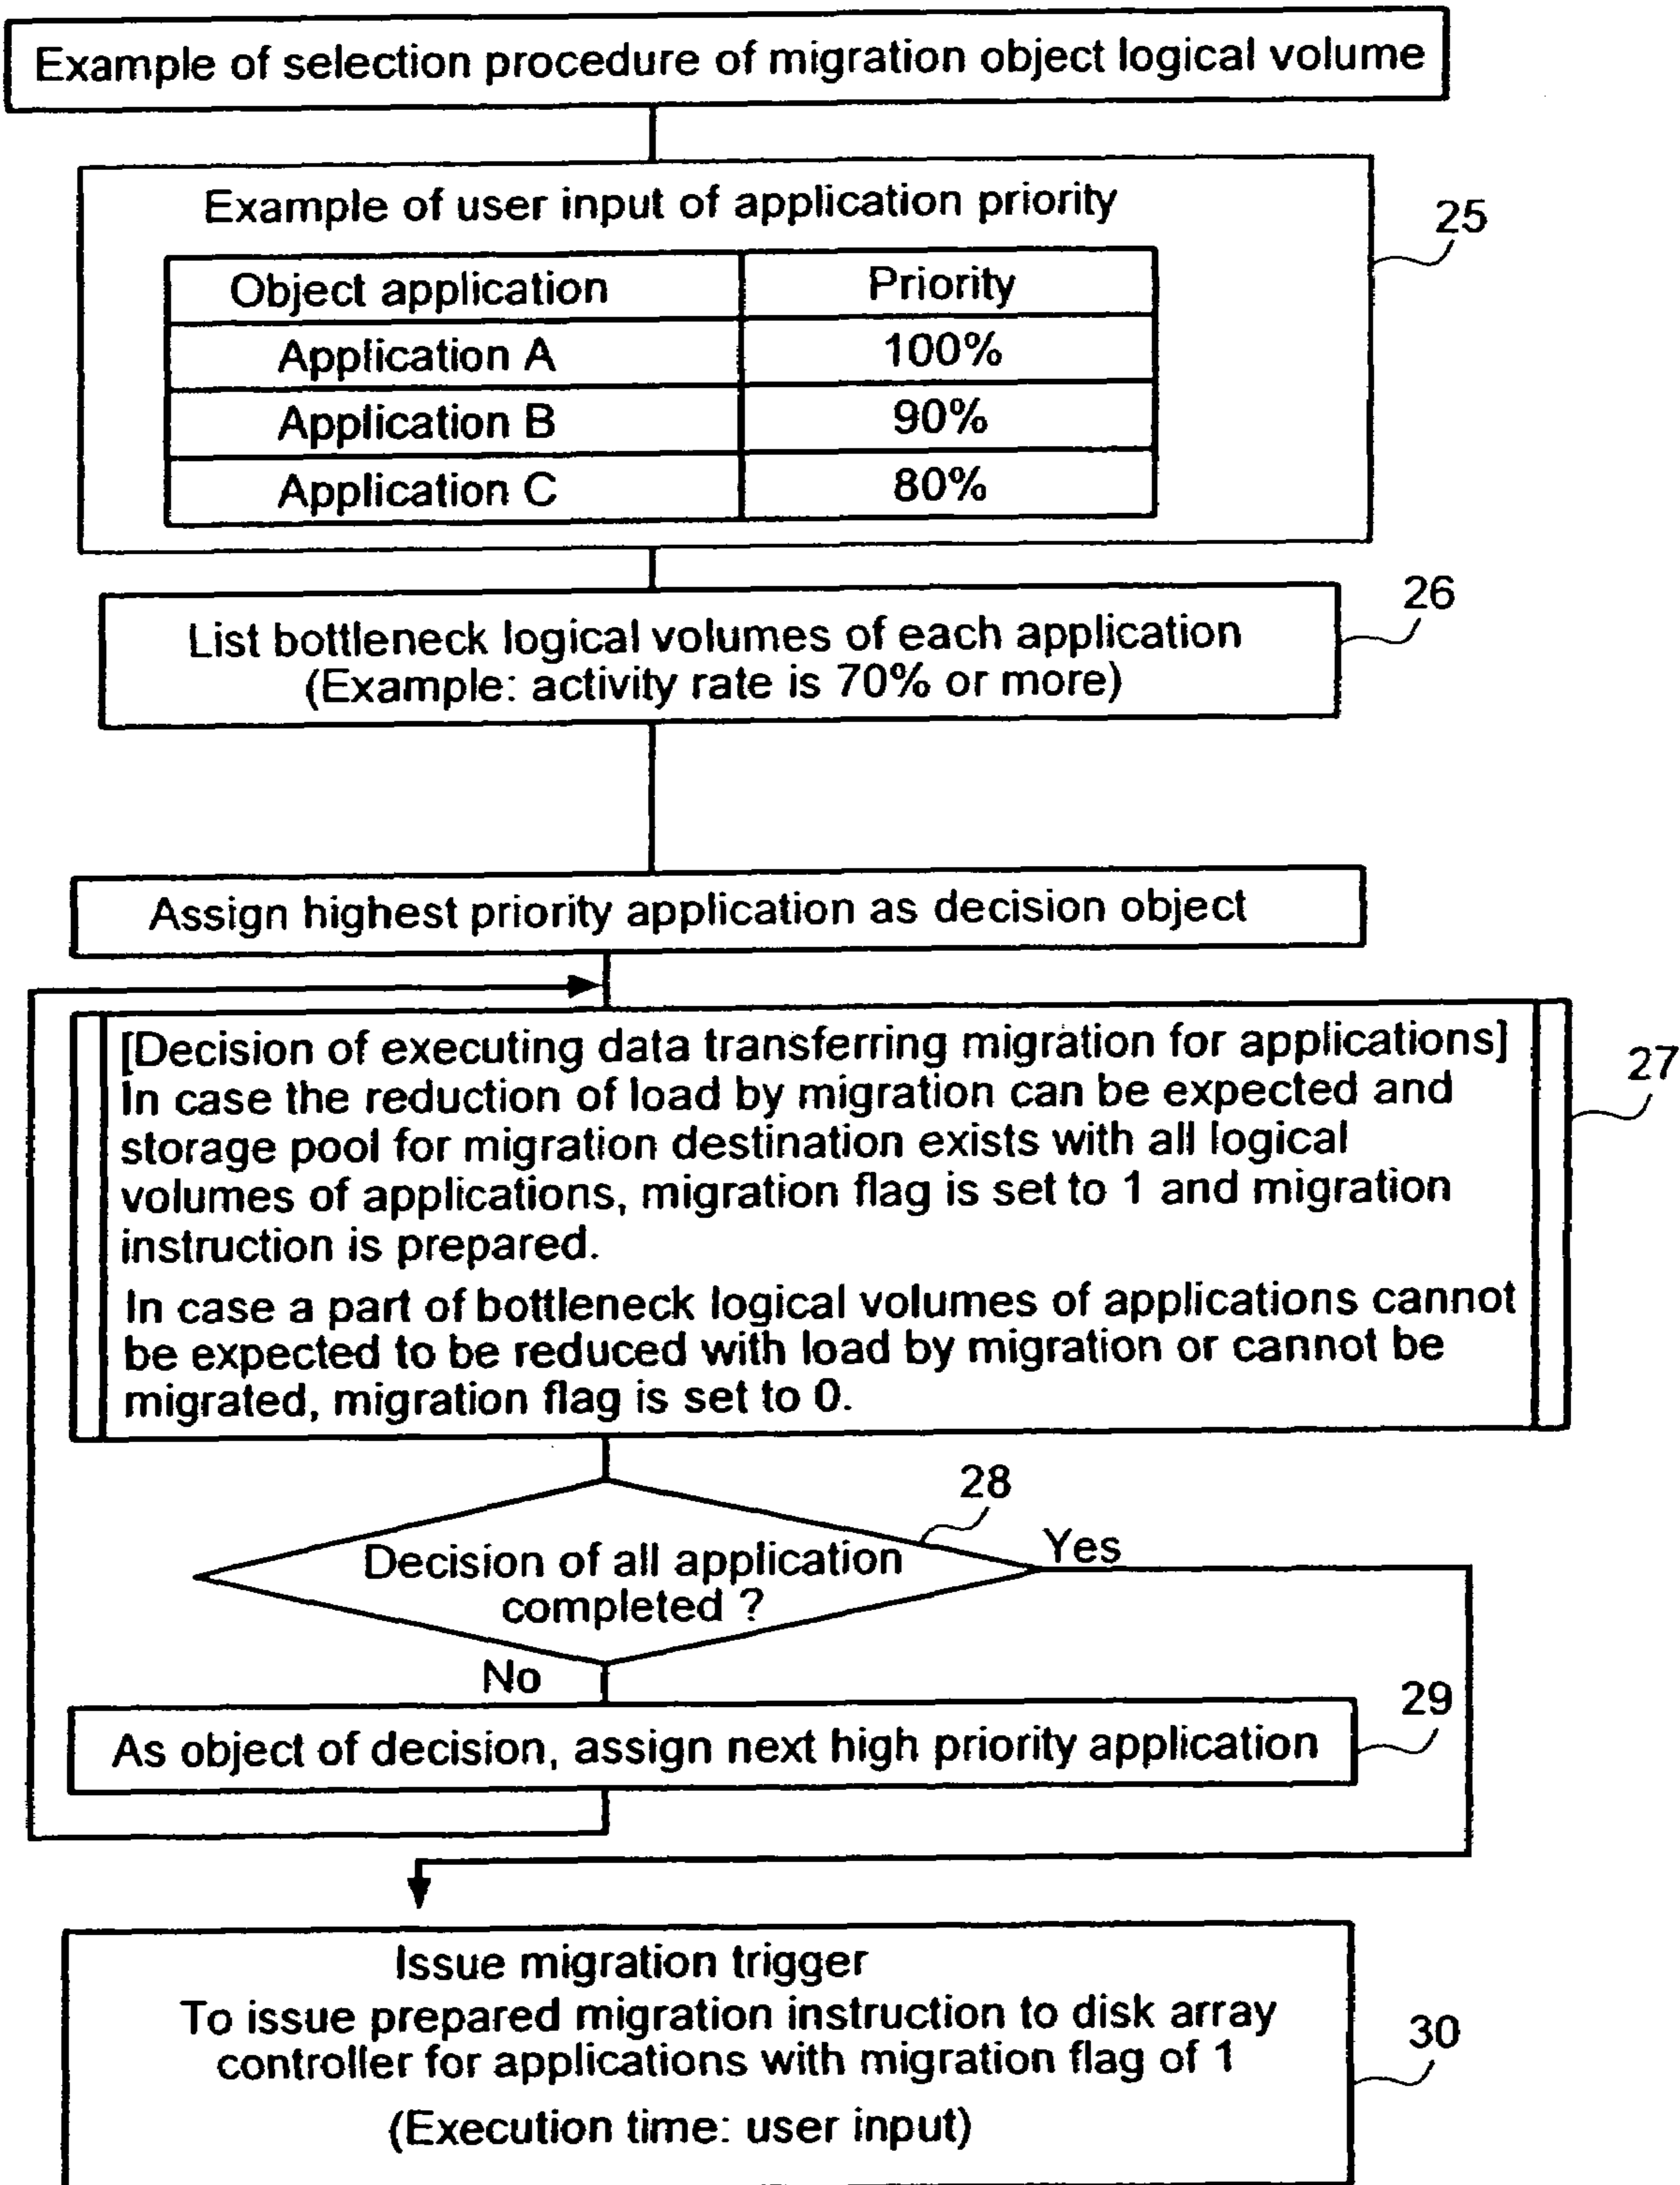 Example of selection procedure of migration object logical volume
Example of user input of application priority
25
Object application Priority
Application A 100%
Application B 90%
Application C 80%
26
List bottleneck logical volumes of each application
(Example: activity rate is 70% or more)
Assign highest priority application as decision object
[Decision of executing data transferring migration for applications]
27
In case the reduction of load by migration can be expected and
storage pool for migration destination exists with all logical
volumes of applications, migration flag is set to 1 and migration
instruction is prepared.
In case a part of bottleneck logical volumes of applications cannot
be expected to be reduced with load by migration or cannot be
migrated, migration flag is set to 0.
28
Yes
Decision of all application
completed ?
No
29
As object of decision, assign next high priority application
Issue migration trigger
To issue prepared migration instruction to disk array
30
controller for applications with migration flag of 1
(Execution time: user input)